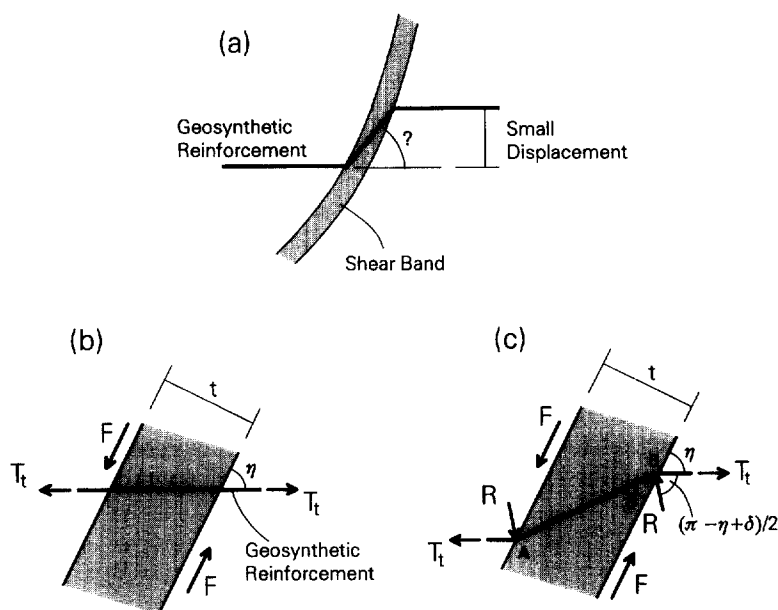 (a)
Geosynthetic
Reinforcement
?
Small
Displacement
Shear Band
(b)
t
F
η
T_t
T_t
F
Geosynthetic
Reinforcement
(c)
t
F
η
T_t
B
R
R
(π - η + δ)/2
T_t
A
F